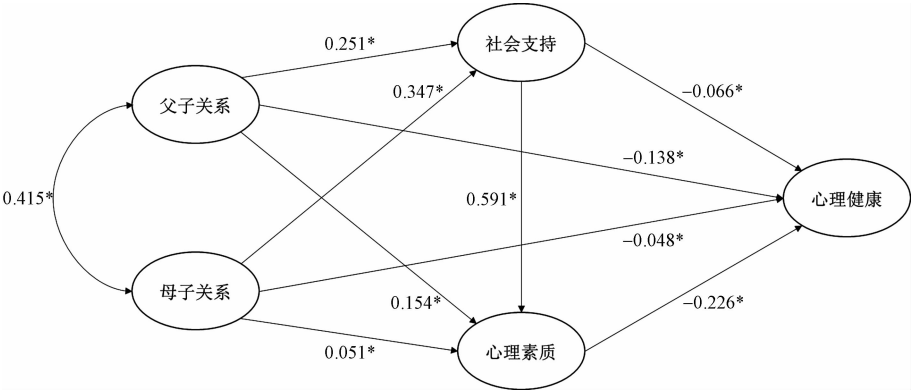 社会支持
0.251*
0.347*
−0.066*
父子关系
−0.138*
0.415*
0.591*
心理健康
−0.048*
母子关系
0.154*
−0.226*
0.051*
心理素质